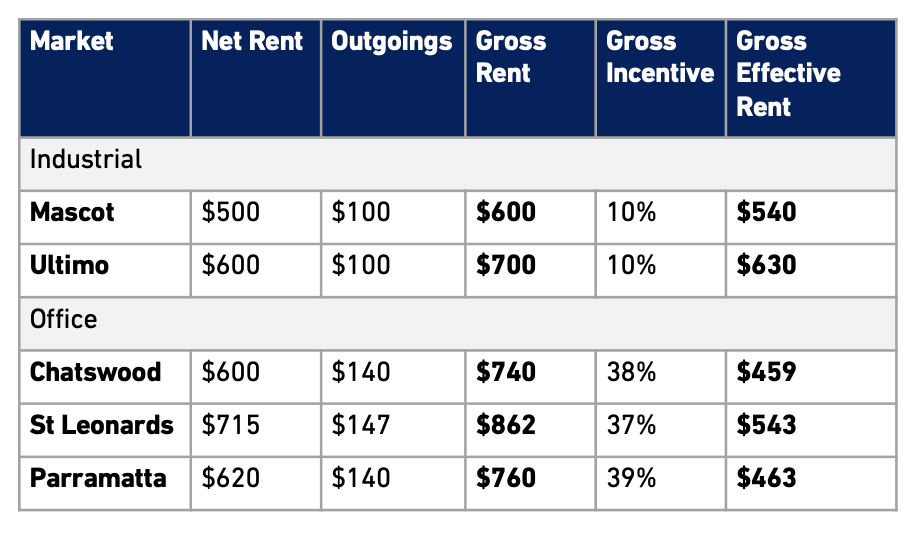 Market Net Rent Outgoings Gross Rent Gross Incentive Gross Effective Rent
Industrial
Mascot $500 $100 $600 10% $540
Ultimo $600 $100 $700 10% $630
Office
Chatswood $600 $140 $740 38% $459
St Leonards $715 $147 $862 37% $543
Parramatta $620 $140 $760 39% $463